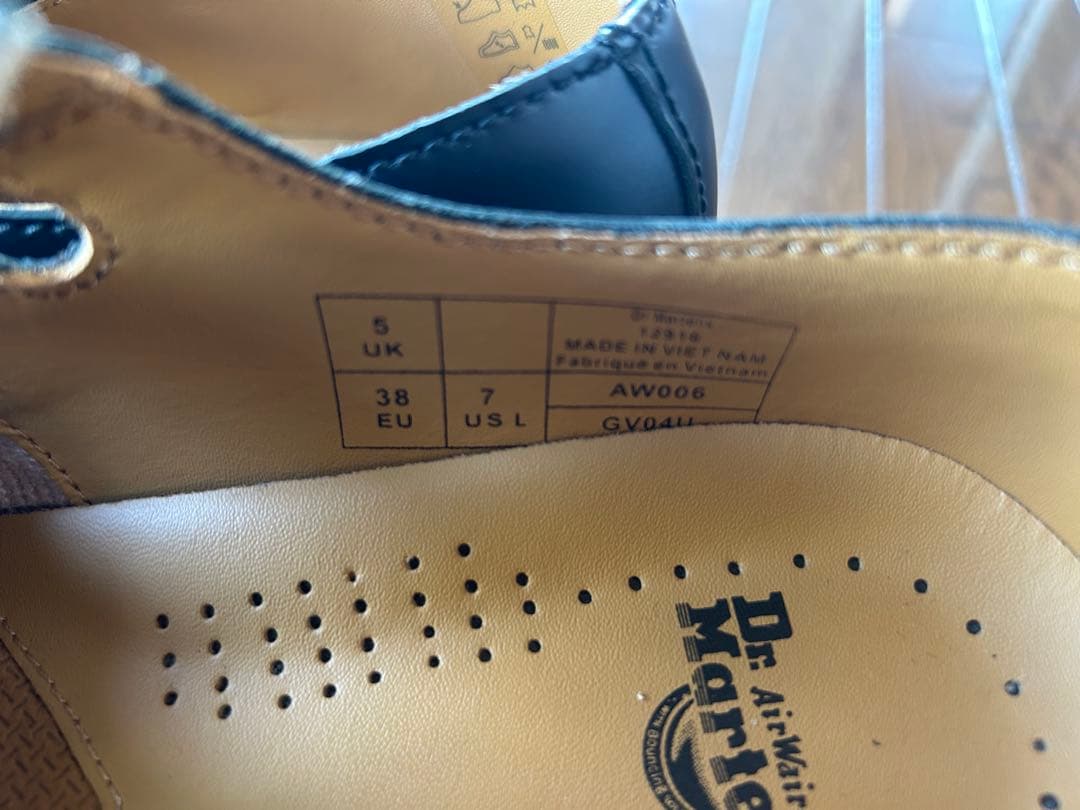 5
UK
38
EU
7
US L
Dr Martens
12916
MADE IN VIET NAM
Fabriqué en Vietnam
AW006
GV04U
Dr.
Marte
AirWair